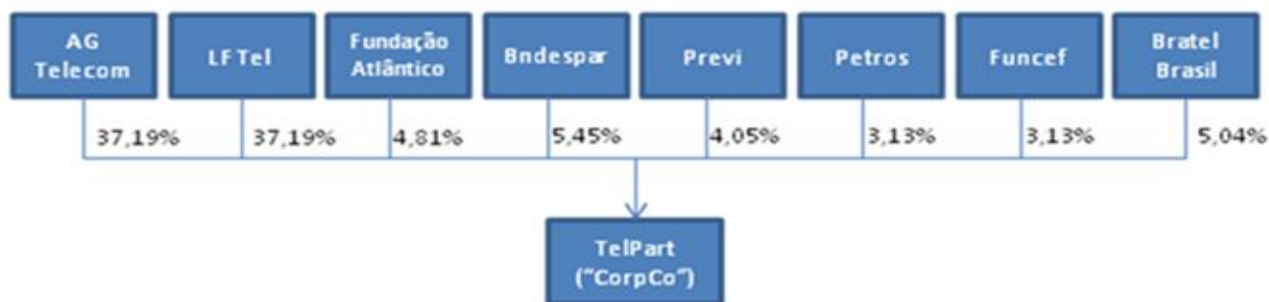 AG
Telecom
LF Tel
Fundação
Atlântico
Bndespar
Previ
Petros
Funcef
Bratel
Brasil
37,19%
37,19%
4,81%
5,45%
4,05%
3,13%
3,13%
5,04%
TelPart
("CorpCo")